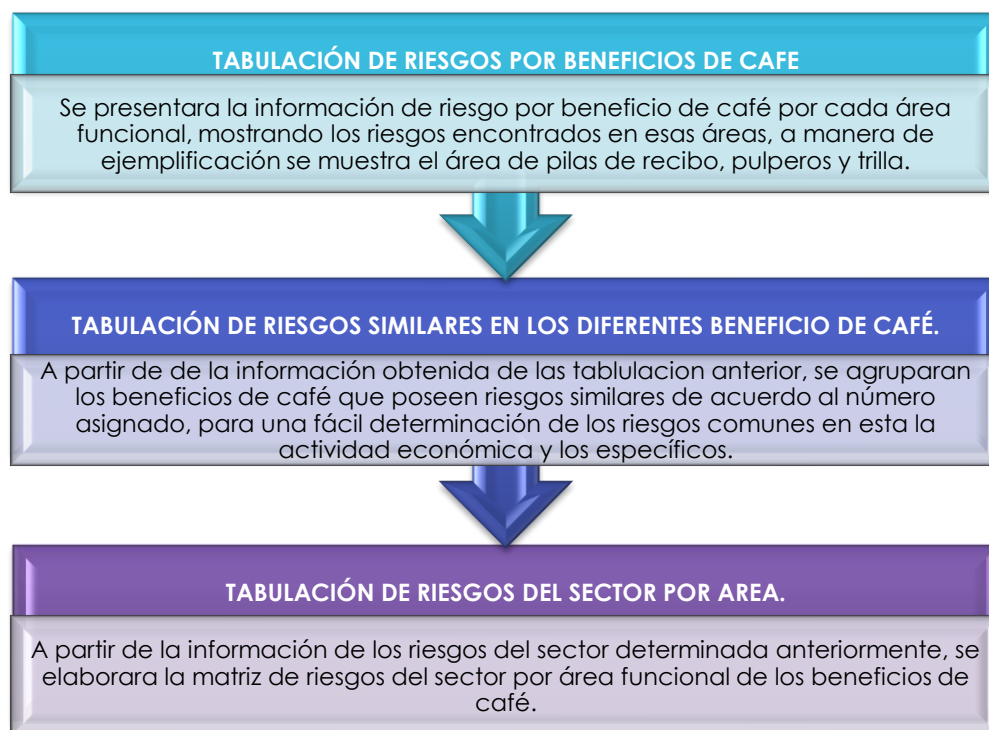 TABULACIÓN DE RIESGOS POR BENEFICIOS DE CAFE
Se presentara la información de riesgo por beneficio de café por cada área
funcional, mostrando los riesgos encontrados en esas áreas, a manera de
ejemplificación se muestra el área de pilas de recibo, pulperos y trilla.
TABULACIÓN DE RIESGOS SIMILARES EN LOS DIFERENTES BENEFICIO DE CAFÉ.
A partir de de la información obtenida de las tablulacion anterior, se agruparan
los beneficios de café que poseen riesgos similares de acuerdo al número
asignado, para una fácil determinación de los riesgos comunes en esta la
actividad económica y los específicos.
TABULACIÓN DE RIESGOS DEL SECTOR POR AREA.
A partir de la información de los riesgos del sector determinada anteriormente, se
elaborara la matriz de riesgos del sector por área funcional de los beneficios de
café.